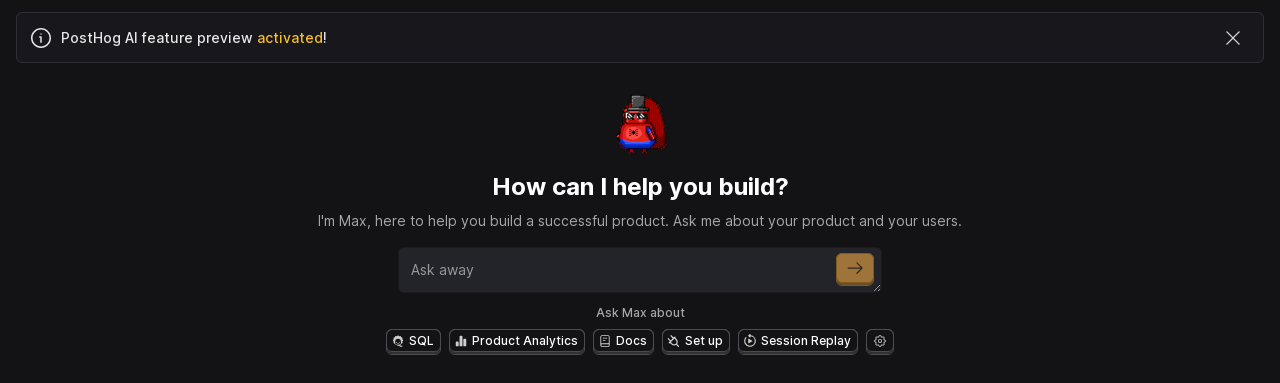 PostHog AI feature preview activated!
How can I help you build?
I'm Max, here to help you build a successful product. Ask me about your product and your users.
Ask away
Ask Max about
SQL
Product Analytics
Docs
Set up
Session Replay